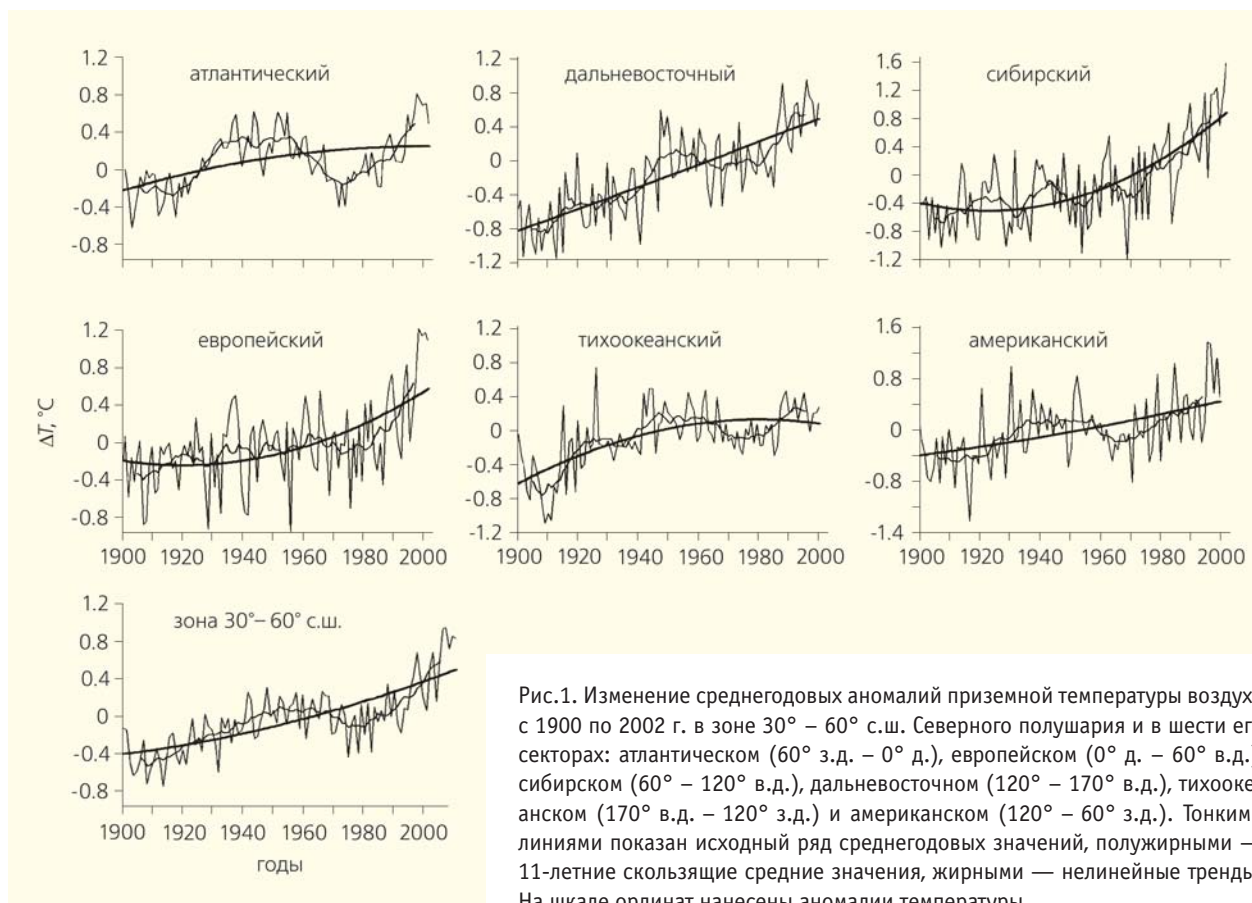 атлантический
1.2
0.8
0.4
0
-0.4
-0.8
дальневосточный
1.2
0.8
0.4
0
-0.4
-0.8
-1.2
сибирский
1.6
1.2
0.8
0.4
0
-0.4
-0.8
-1.2
европейский
1.2
0.8
0.4
0
-0.4
-0.8
ΔT, °C
1900 1920 1940 1960 1980 2000
тихоокеанский
1.2
0.8
0.4
0
-0.4
-0.8
-1.2
1900 1920 1940 1960 1980 2000
американский
1.6
0.8
0
-0.8
-1.4
1900 1920 1940 1960 1980 2000
зона 30°– 60° с.ш.
1.2
0.8
0.4
0
-0.4
-0.8
1900 1920 1940 1960 1980 2000
годы
Рис.1. Изменение среднегодовых аномалий приземной температуры воздух
с 1900 по 2002 г. в зоне 30° – 60° с.ш. Северного полушария и в шести ег
секторах: атлантическом (60° з.д. – 0° д.), европейском (0° д. – 60° в.д.)
сибирском (60° – 120° в.д.), дальневосточном (120° – 170° в.д.), тихооке
анском (170° в.д. – 120° з.д.) и американском (120° – 60° з.д.). Тонким
линиями показан исходный ряд среднегодовых значений, полужирными —
11-летние скользящие средние значения, жирными — нелинейные тренды
На шкале ординат нанесены аномалии температуры